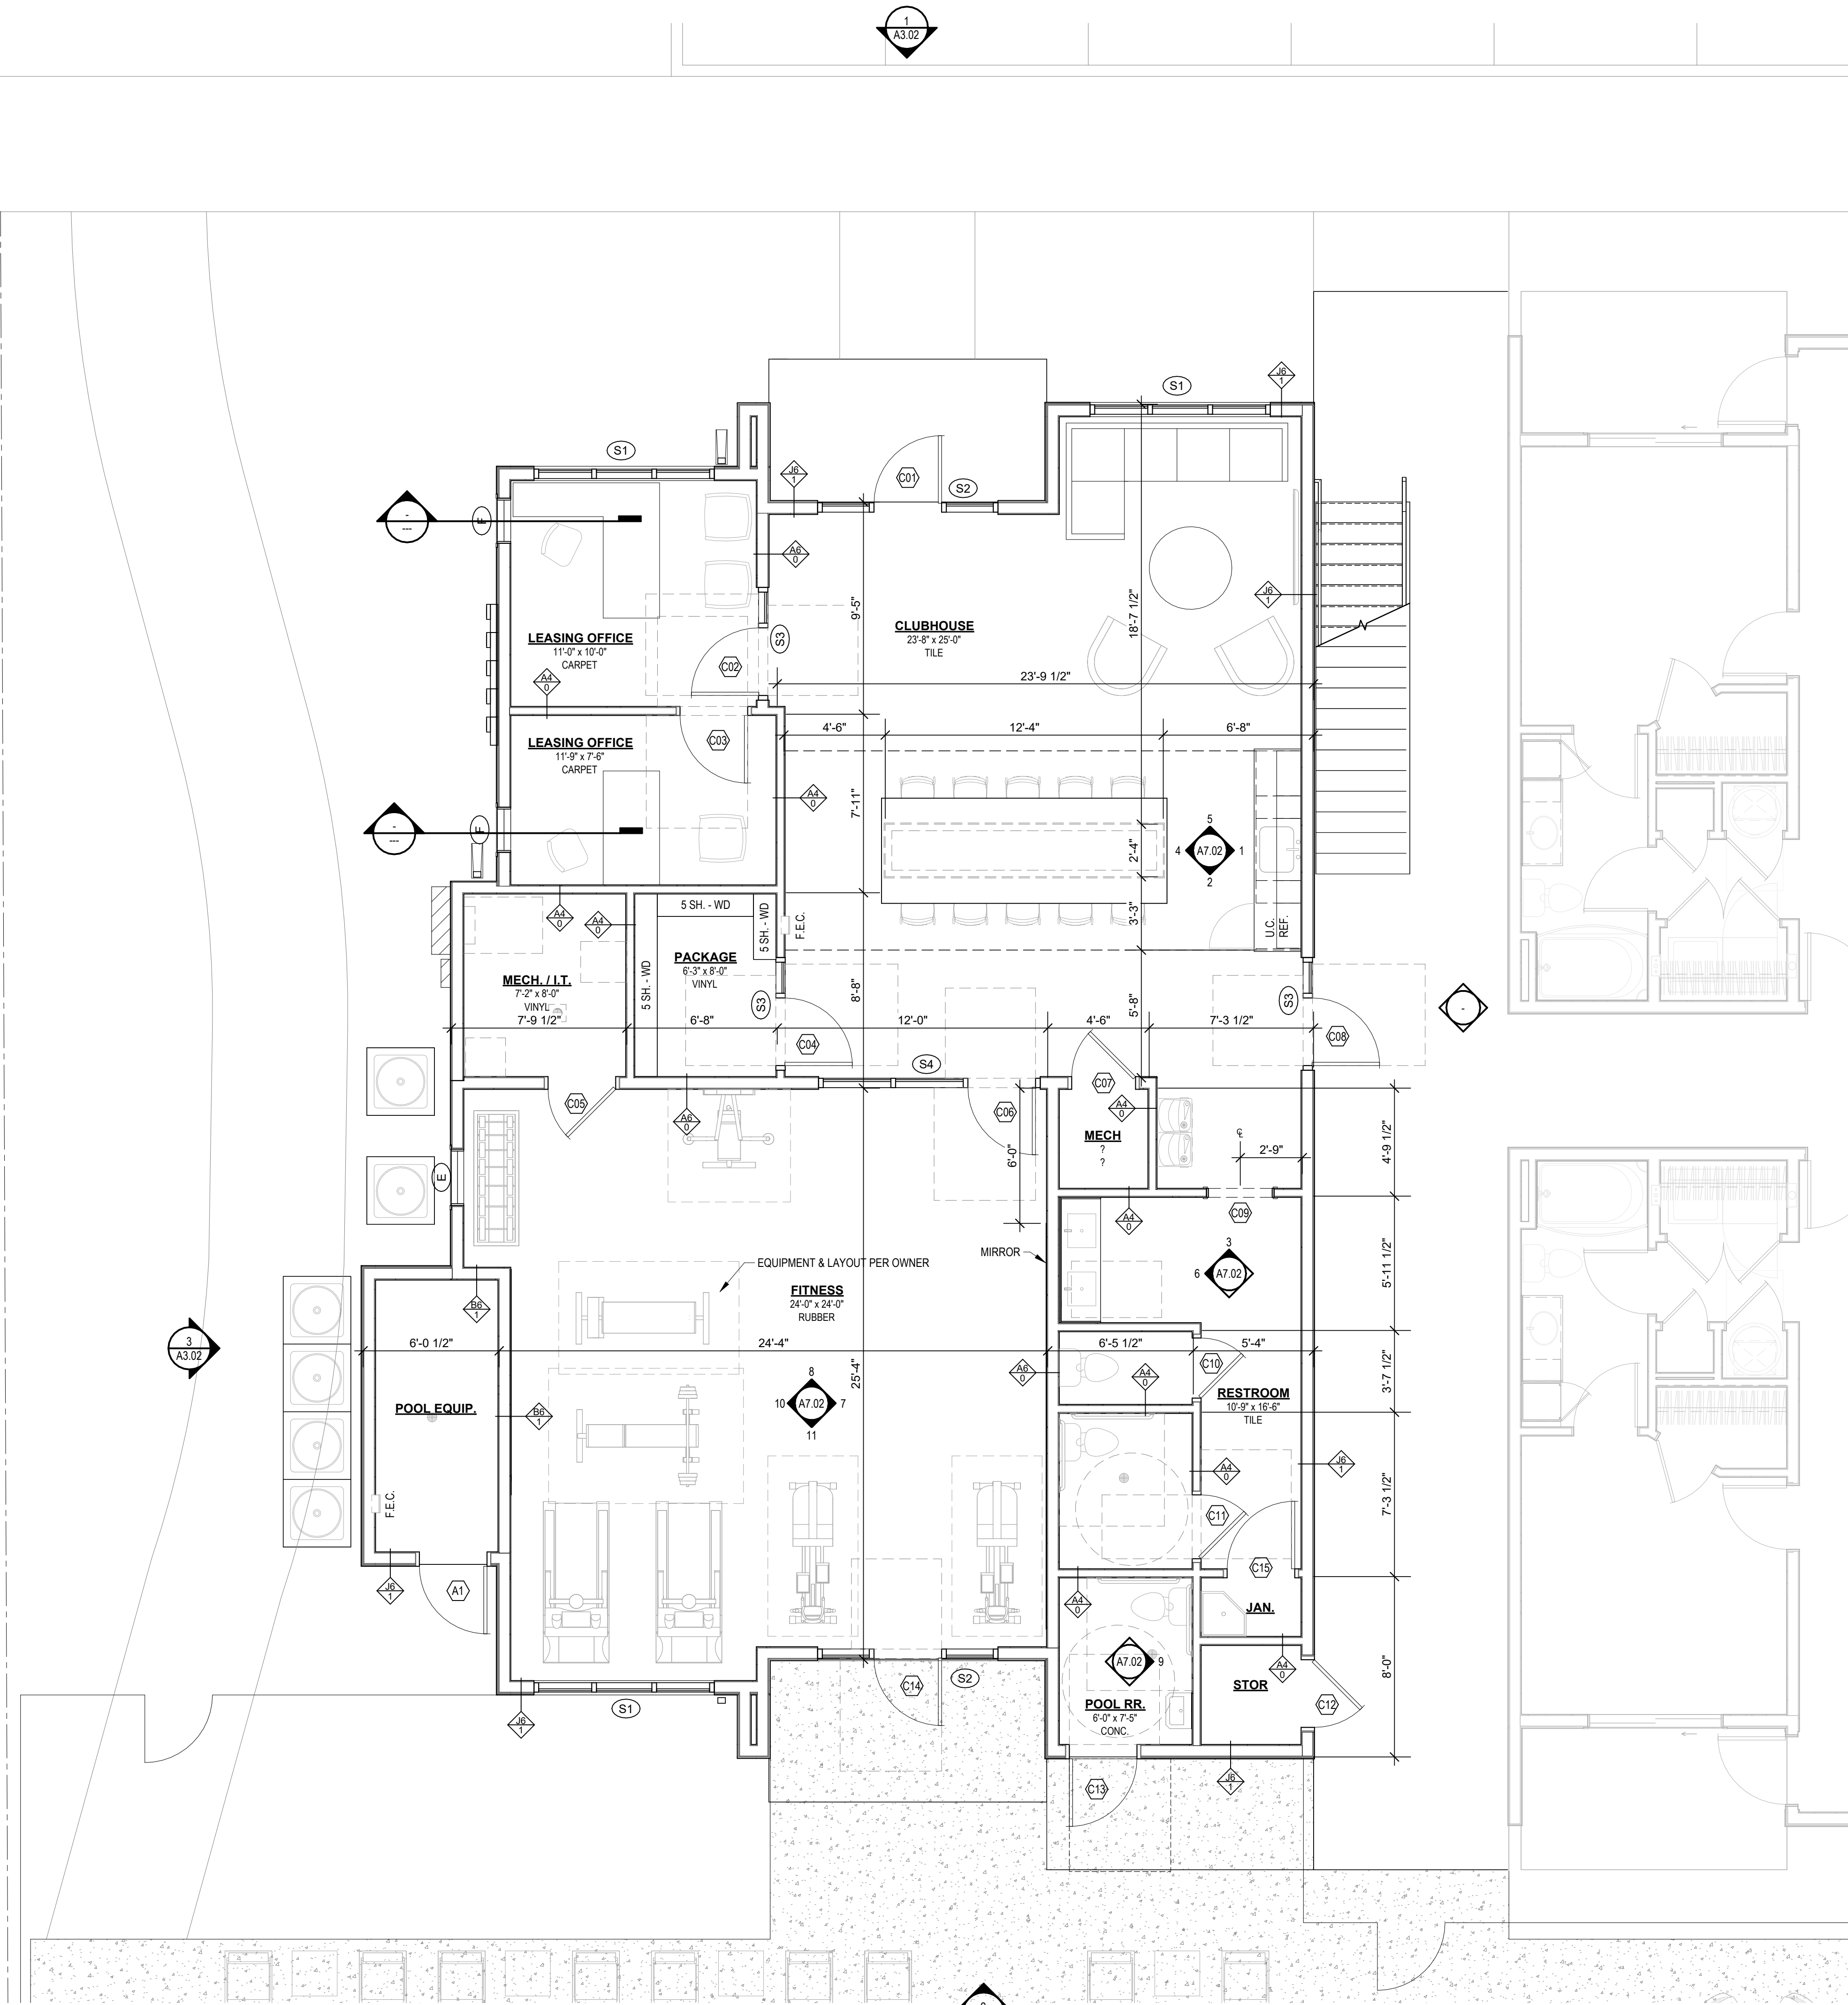 1
A3.02
S1
J6
1
S1
J6
1
C01
S2
-
---
F
A6
0
J6
1
9'-5"
18'-7 1/2"
CLUBHOUSE
23'-8" x 25'-0"
TILE
LEASING OFFICE
11'-0" x 10'-0"
CARPET
S3
C02
A4
0
23'-9 1/2"
4'-6"
12'-4"
6'-8"
LEASING OFFICE
11'-9" x 7'-6"
CARPET
C03
A4
0
7'-11"
-
---
F
5
4
A7.02
1
2
2'-4"
3'-3"
U.C.
REF.
A4
0
A4
0
5 SH. - WD
5 SH. - WD
5 SH. - WD
F.E.C.
PACKAGE
6'-3" x 8'-0"
VINYL
MECH. / I.T.
7'-2" x 8'-0"
VINYL
8'-8"
5'-8"
S3
S3
-
7'-9 1/2"
6'-8"
12'-0"
4'-6"
7'-3 1/2"
C04
C08
S4
C05
C06
C07
A6
0
A4
0
MECH
?
?
6'-0"
℄
2'-9"
4'-9 1/2"
E
A4
0
C09
MIRROR
EQUIPMENT & LAYOUT PER OWNER
3
6
A7.02
5'-11 1/2"
FITNESS
24'-0" x 24'-0"
RUBBER
B6
1
3
A3.02
6'-0 1/2"
24'-4"
6'-5 1/2"
5'-4"
25'-4"
A6
0
A4
0
C10
3'-7 1/2"
RESTROOM
10'-9" x 16'-6"
TILE
8
10
A7.02
7
11
POOL EQUIP.
B6
1
A4
0
J6
1
F.E.C.
C11
7'-3 1/2"
C15
J6
1
A1
A4
0
JAN.
A7.02
9
A4
0
8'-0"
C14
S2
STOR
POOL RR.
6'-0" x 7'-5"
CONC.
C12
S1
J6
1
C13
J6
1